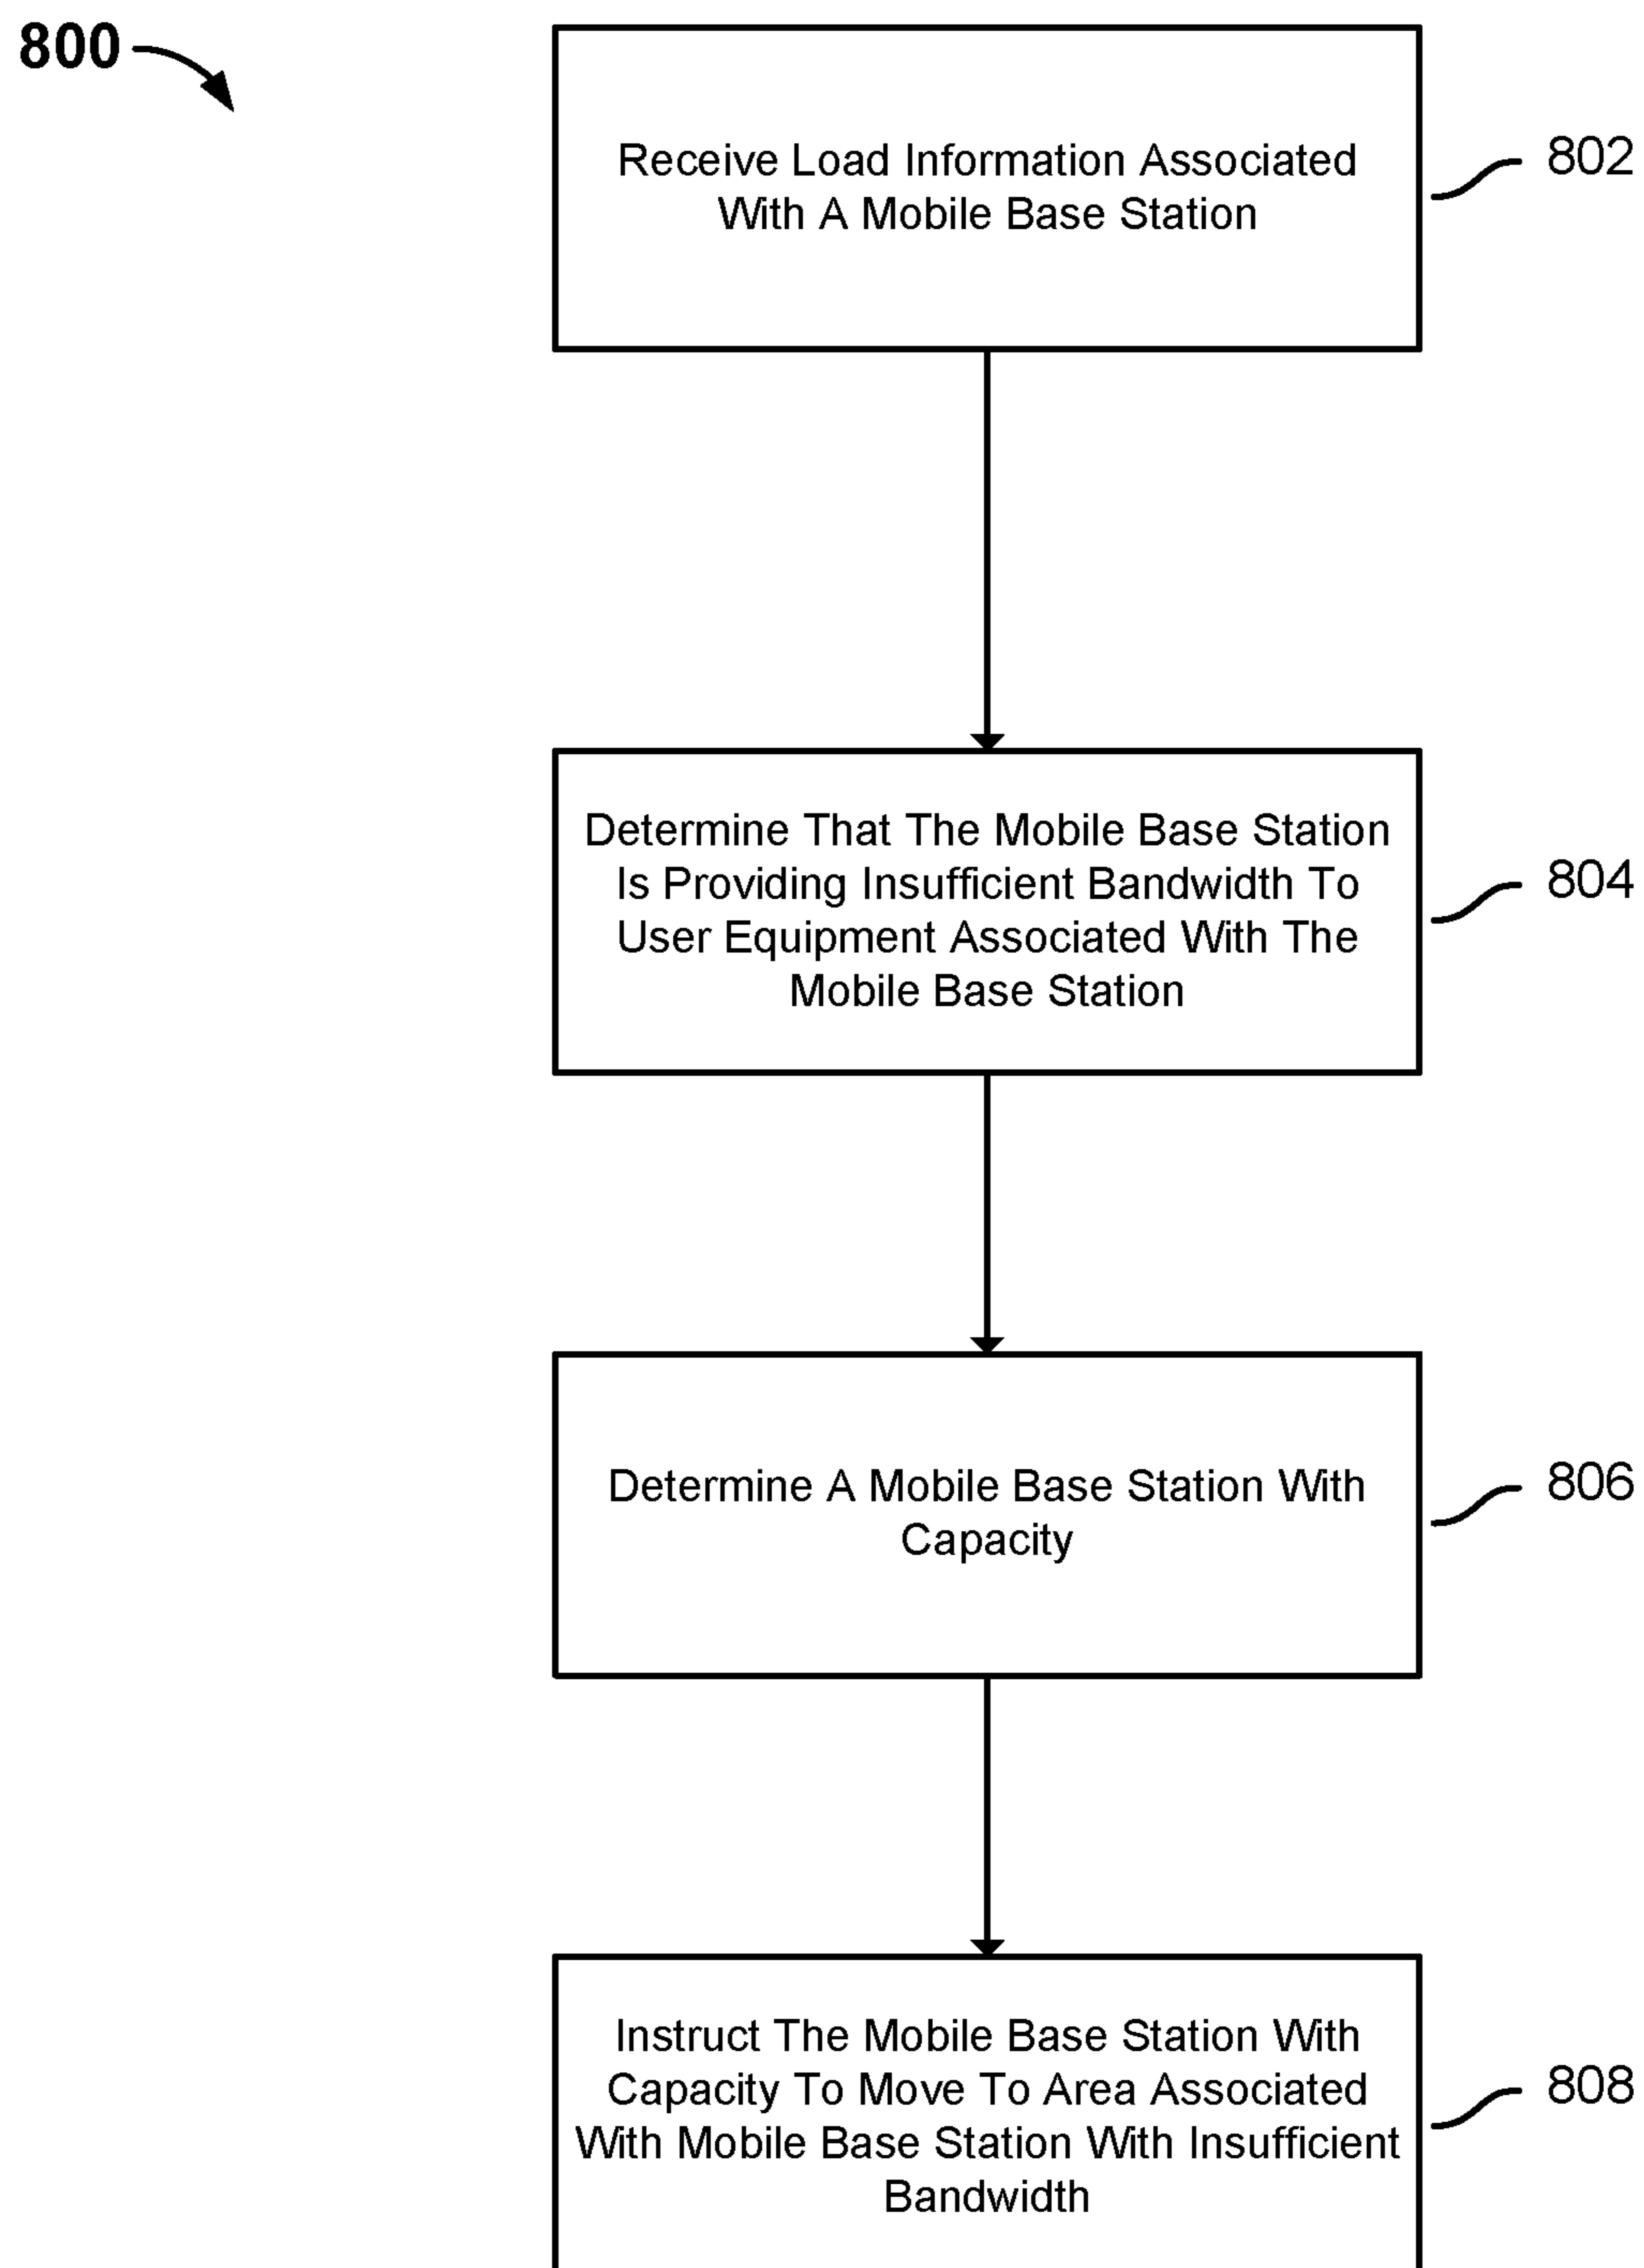 800
Receive Load Information Associated
With A Mobile Base Station
802
Determine That The Mobile Base Station
Is Providing Insufficient Bandwidth To
User Equipment Associated With The
Mobile Base Station
804
Determine A Mobile Base Station With
Capacity
806
Instruct The Mobile Base Station With
Capacity To Move To Area Associated
With Mobile Base Station With Insufficient
Bandwidth
808